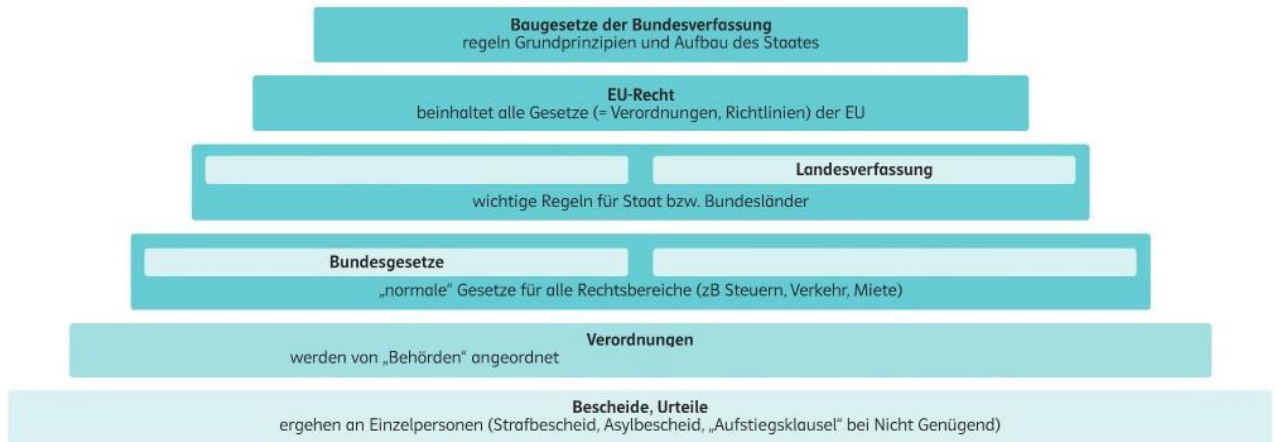 Baugesetze der Bundesverfassung
regeln Grundprinzipien und Aufbau des Staates
EU-Recht
beinhaltet alle Gesetze (= Verordnungen, Richtlinien) der EU
Landesverfassung
wichtige Regeln für Staat bzw. Bundesländer
Bundesgesetze
„normale“ Gesetze für alle Rechtsbereiche (zB Steuern, Verkehr, Miete)
Verordnungen
werden von „Behörden“ angeordnet
Bescheide, Urteile
ergehen an Einzelpersonen (Strafbescheid, Asylbescheid, „Aufstiegsklausel“ bei Nicht Genügend)